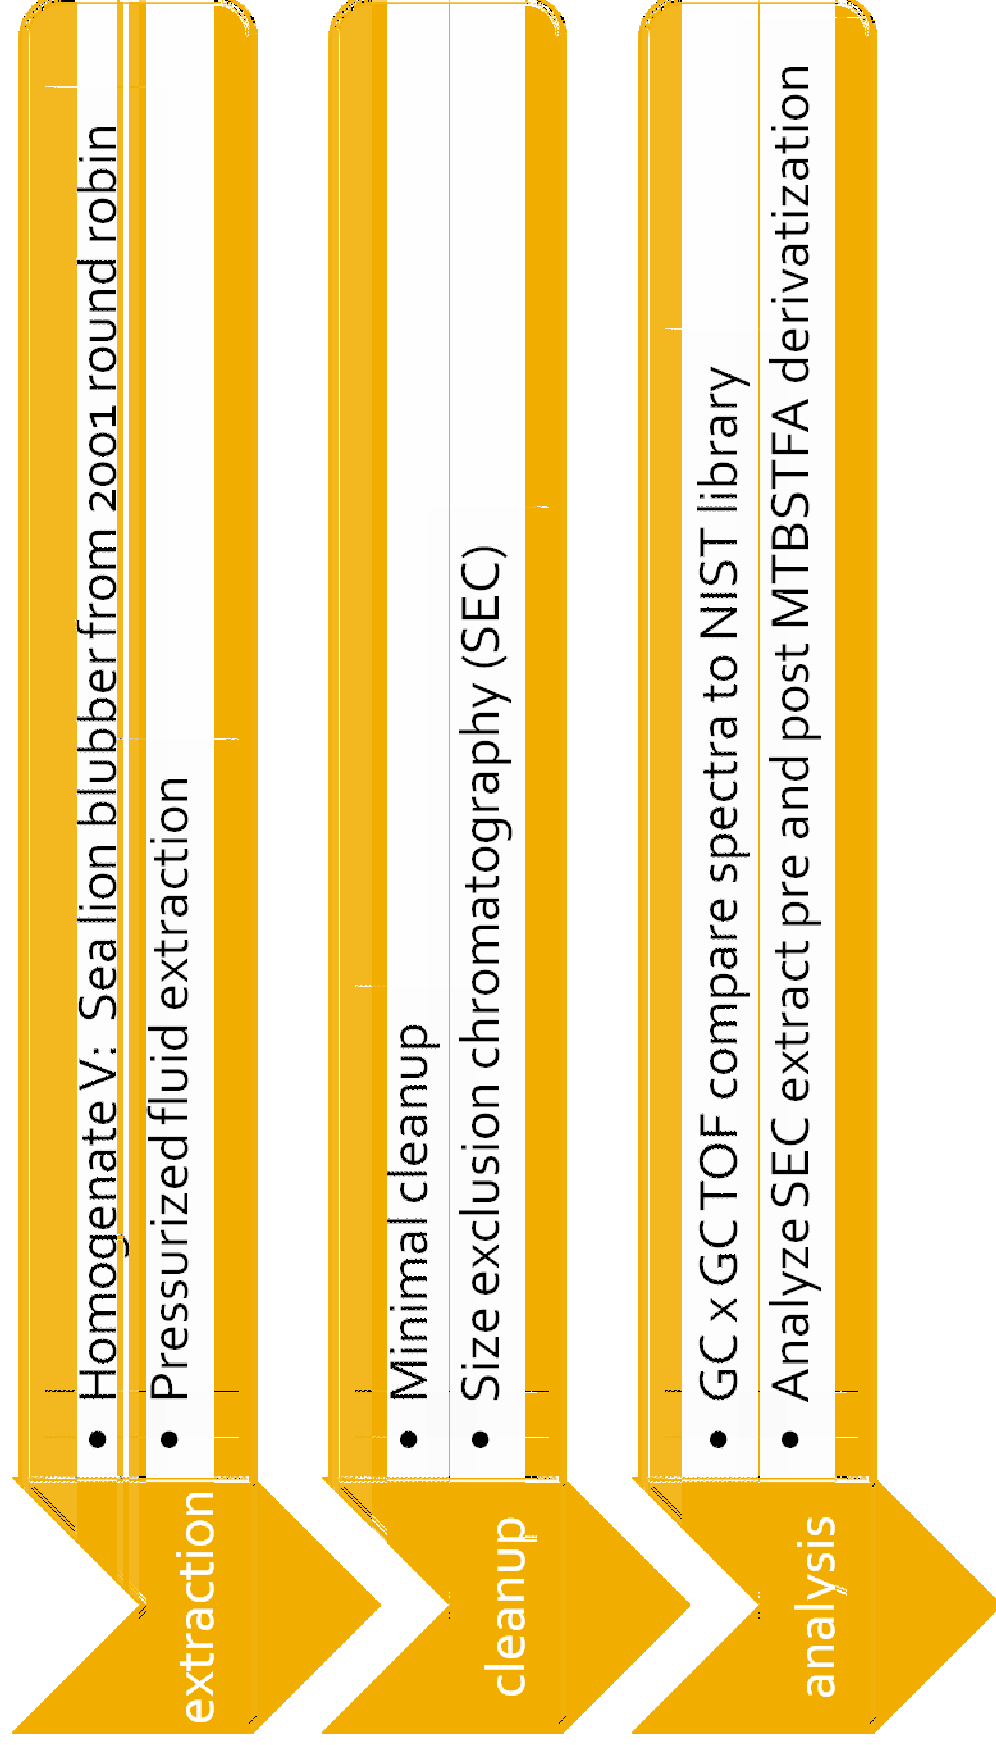 extraction
• Homogenate V: Sea lion blubber from 2001 round robin
• Pressurized fluid extraction
cleanup
• Minimal cleanup
• Size exclusion chromatography (SEC)
analysis
• GC x GC TOF compare spectra to NIST library
• Analyze SEC extract pre and post MTBSTFA derivatization